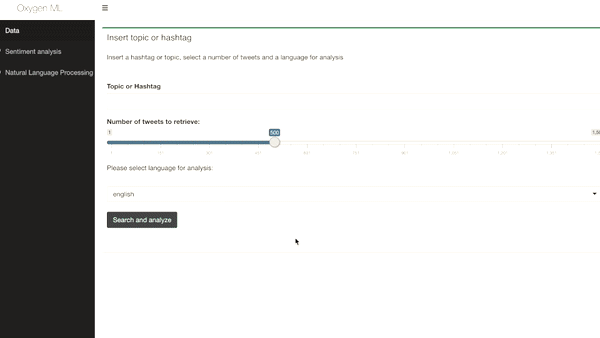 Oxygen ML
Data
Sentiment analysis
Natural Language Processing
Insert topic or hashtag
Insert a hashtag or topic, select a number of tweets and a language for analysis
Topic or Hashtag
Number of tweets to retrieve:
1
500
Please select language for analysis:
english
Search and analyze